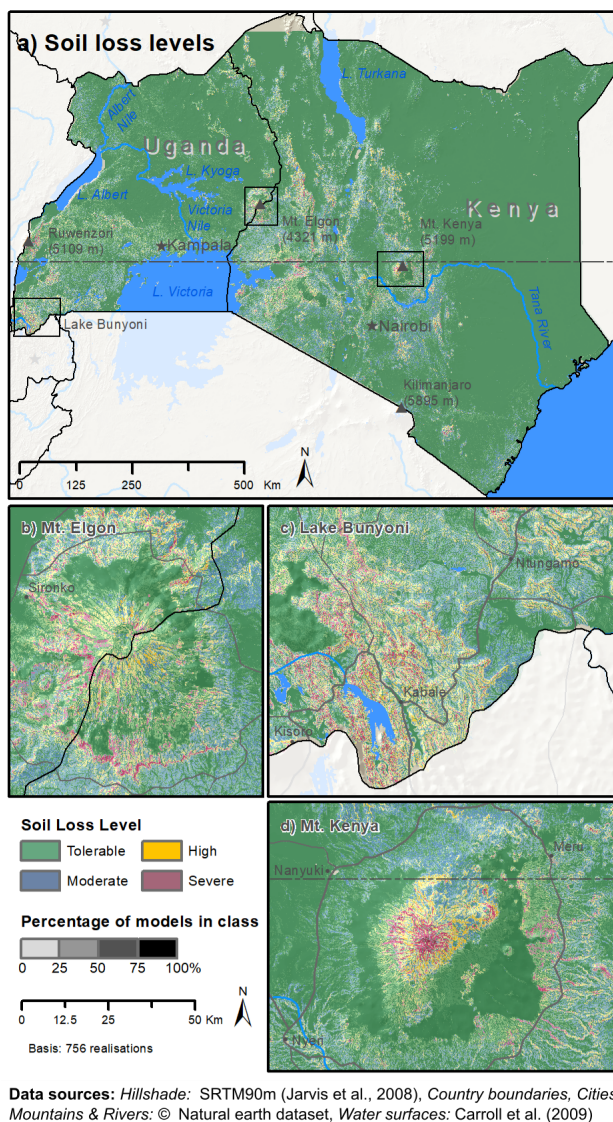 a) Soil loss levels
L. Turkana
Albert
Nile
Uganda
L. Kyoga
L. Albert
Victoria
Nile
Mt. Elgon
(4321 m)
Kenya
Mt. Kenya
(5199 m)
Ruwenzori
(5109 m)
Kampala
L. Victoria
Tana River
Lake Bunyoni
Nairobi
Kilimanjaro
(5895 m)
N
0 125 250 500 Km
b) Mt. Elgon
Sironko
c) Lake Bunyoni
Ntungamo
Kabale
Kisoro
Soil Loss Level
Tolerable High
Moderate Severe
Percentage of models in class
0 25 50 75 100%
N
0 12.5 25 50 Km
Basis: 756 realisations
d) Mt. Kenya
Meru
Nanyuki
Nyeri
Data sources: Hillshade: SRTM90m (Jarvis et al., 2008), Country boundaries, Cities
Mountains & Rivers: © Natural earth dataset, Water surfaces: Carroll et al. (2009)